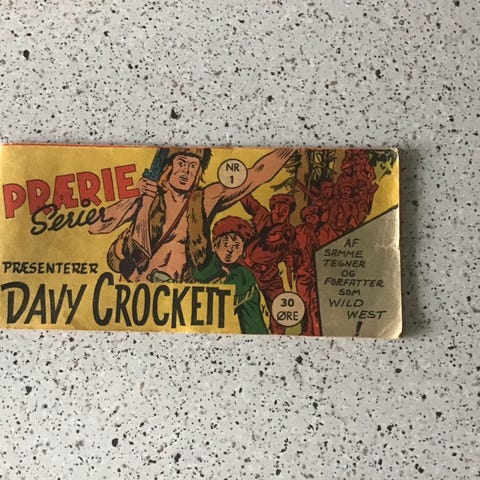 PRÆRIE
Serier
NR
1
PRÆSENTERER
DAVY CROCKETT
30
ØRE
AF
SAMME
TEGNER
OG
FORFATTER
SOM
WILD
WEST
!